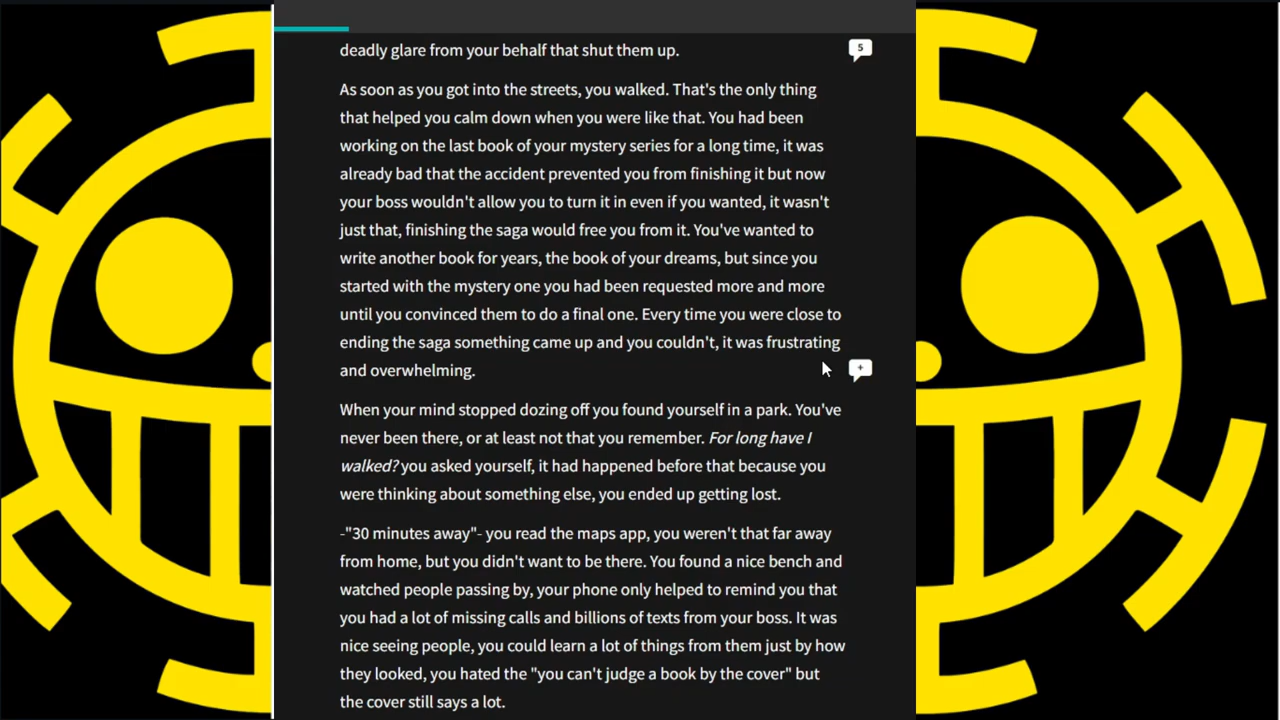 deadly glare from your behalf that shut them up.
5
As soon as you got into the streets, you walked. That's the only thing
that helped you calm down when you were like that. You had been
working on the last book of your mystery series for a long time, it was
already bad that the accident prevented you from finishing it but now
your boss wouldn't allow you to turn it in even if you wanted, it wasn't
just that, finishing the saga would free you from it. You've wanted to
write another book for years, the book of your dreams, but since you
started with the mystery one you had been requested more and more
until you convinced them to do a final one. Every time you were close to
ending the saga something came up and you couldn't, it was frustrating
and overwhelming.
+
When your mind stopped dozing off you found yourself in a park. You've
never been there, or at least not that you remember. For long have I
walked? you asked yourself, it had happened before that because you
were thinking about something else, you ended up getting lost.
-"30 minutes away"- you read the maps app, you weren't that far away
from home, but you didn't want to be there. You found a nice bench and
watched people passing by, your phone only helped to remind you that
you had a lot of missing calls and billions of texts from your boss. It was
nice seeing people, you could learn a lot of things from them just by how
they looked, you hated the "you can't judge a book by the cover" but
the cover still says a lot.